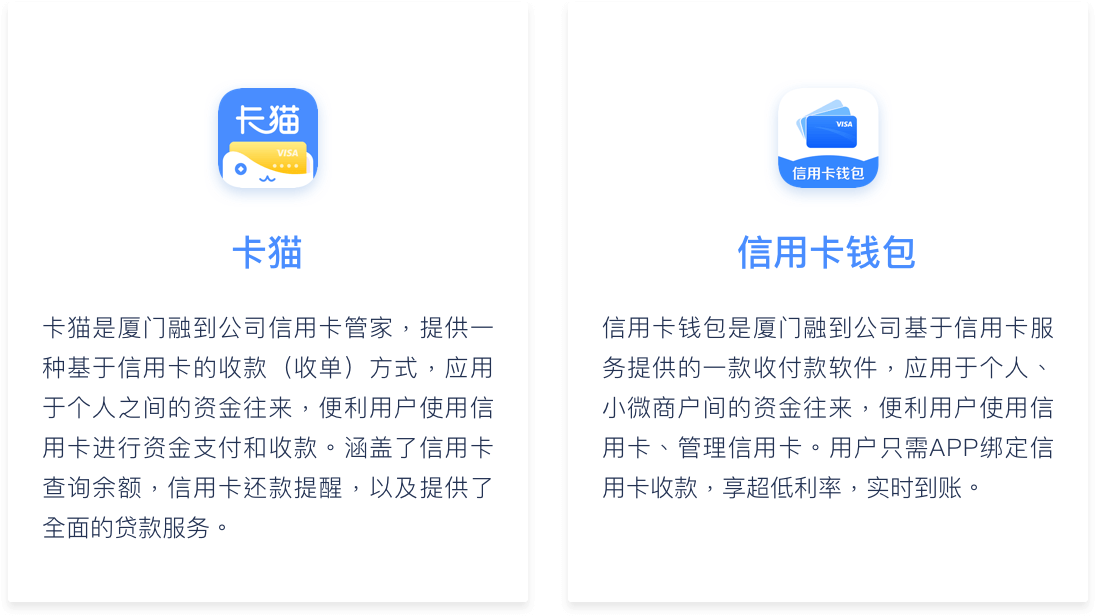 卡猫
VISA
卡猫
卡猫是厦门融到公司信用卡管家，提供一
种基于信用卡的收款（收单）方式，应用
于个人之间的资金往来，便利用户使用信
用卡进行资金支付和收款。涵盖了信用卡
查询余额，信用卡还款提醒，以及提供了
全面的贷款服务。
VISA
信用卡钱包
信用卡钱包
信用卡钱包是厦门融到公司基于信用卡服
务提供的一款收付款软件，应用于个人、
小微商户间的资金往来，便利用户使用信
用卡、管理信用卡。用户只需APP绑定信
用卡收款，享超低利率，实时到账。